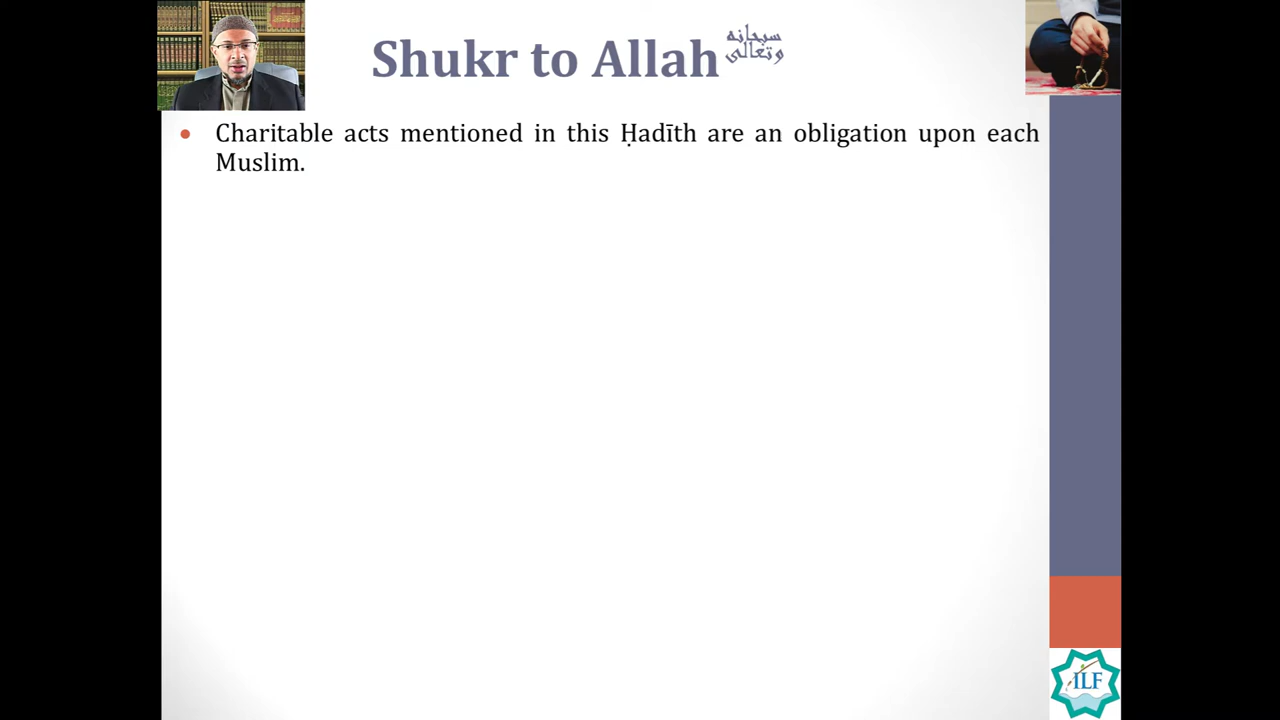 Shukr to Allah سبحانه وتعالى
Charitable acts mentioned in this Ḥadīth are an obligation upon each
Muslim.
ILF